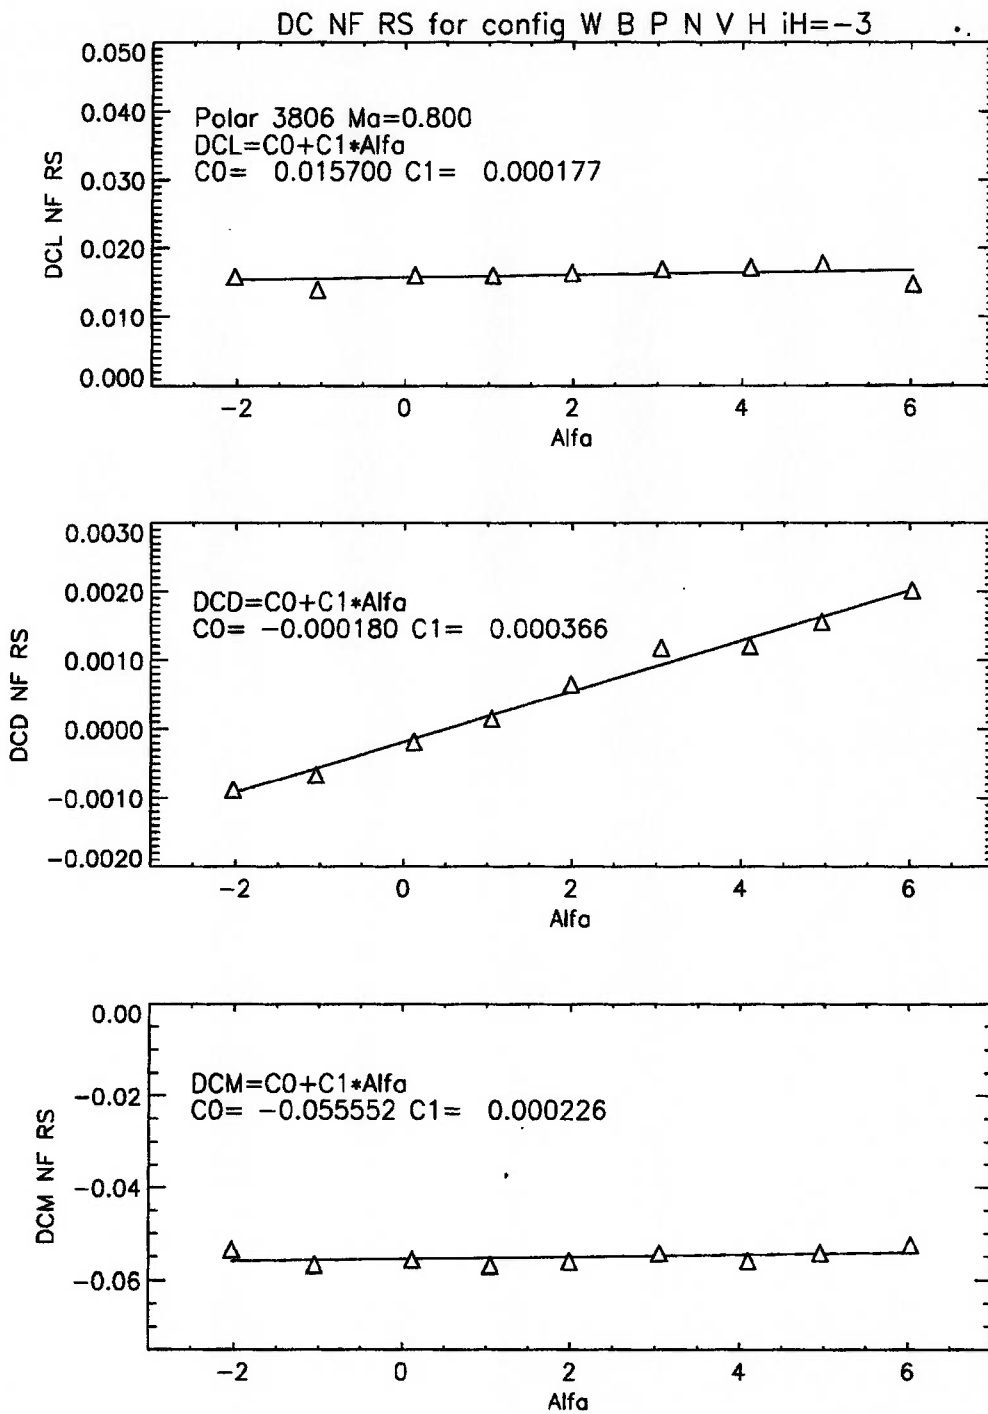 DC NF RS for config W B P N V H iH=-3
0.050
0.040
0.030
0.020
0.010
0.000
DCL NF RS
Polar 3806 Ma=0.800
DCL=C0+C1*Alfa
C0= 0.015700 C1= 0.000177
-2 0 2 4 6
Alfa
0.0030
0.0020
0.0010
0.0000
-0.0010
-0.0020
DCD NF RS
DCD=C0+C1*Alfa
C0= -0.000180 C1= 0.000366
-2 0 2 4 6
Alfa
0.00
-0.02
-0.04
-0.06
DCM NF RS
DCM=C0+C1*Alfa
C0= -0.055552 C1= 0.000226
-2 0 2 4 6
Alfa